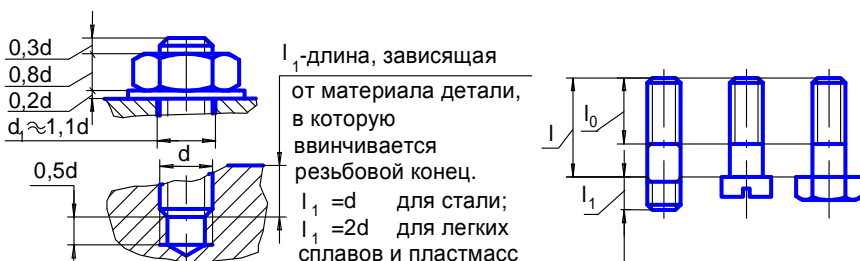 0,3d
0,8d
0,2d
d₁≈1,1d
d
0,5d
l₁-длина, зависящая
от материала детали,
в которую
ввинчивается
резьбовой конец.
l₁ =d для стали;
l₁ =2d для легких
сплавов и пластмасс
l
l₀
l₁